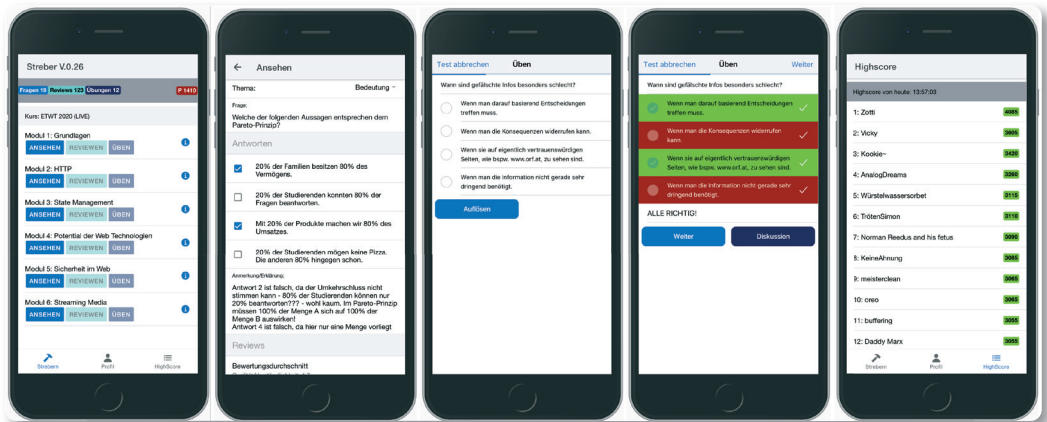 Streber V.0.26
Fragen 19 Reviews 123 Übungen 12 P 1410
Kurs: ETWT 2020 (LIVE)
Modul 1: Grundlagen
ANSEHEN REVIEWEN ÜBEN
Modul 2: HTTP
ANSEHEN REVIEWEN ÜBEN
Modul 3: State Management
ANSEHEN REVIEWEN ÜBEN
Modul 4: Potential der Web Technologien
ANSEHEN REVIEWEN ÜBEN
Modul 5: Sicherheit im Web
ANSEHEN REVIEWEN ÜBEN
Modul 6: Streaming Media
ANSEHEN REVIEWEN ÜBEN
Strebern Profil HighScore
Ansehen
Thema: Bedeutung
Frage:
Welche der folgenden Aussagen entsprechen dem
Pareto-Prinzip?
Antworten
20% der Familien besitzen 80% des
Vermögens.
20% der Studierenden konnten 80% der
Fragen beantworten.
Mit 20% der Produkte machen wir 80% des
Umsatzes.
20% der Studierenden mögen keine Pizza.
Die anderen 80% hingegen schon.
Anmerkung/Erklärung:
Antwort 2 ist falsch, da der Umkehrschluss nicht
stimmen kann - 80% der Studierenden können nur
20% beantworten??? - wohl kaum. Im Pareto-Prinzip
müssen 100% der Menge A sich auf 100% der
Menge B auswirken!
Antwort 4 ist falsch, da hier nur eine Menge vorliegt
Reviews
Bewertungsdurchschnitt
Test abbrechen Üben
Wann sind gefälschte Infos besonders schlecht?
Wenn man darauf basierend Entscheidungen
treffen muss.
Wenn man die Konsequenzen widerrufen kann.
Wenn sie auf eigentlich vertrauenswürdigen
Seiten, wie bspw. www.orf.at, zu sehen sind.
Wenn man die Information nicht gerade sehr
dringend benötigt.
Auflösen
Test abbrechen Üben Weiter
Wann sind gefälschte Infos besonders schlecht?
Wenn man darauf basierend Entscheidungen
treffen muss.
Wenn man die Konsequenzen widerrufen
kann.
Wenn sie auf eigentlich vertrauenswürdigen
Seiten, wie bspw. www.orf.at, zu sehen sind.
Wenn man die Information nicht gerade sehr
dringend benötigt.
ALLE RICHTIG!
Weiter Diskussion
Highscore
Highscore von heute: 13:57:03
1: Zotti 4085
2: Vicky 3605
3: Kookie~ 3420
4: AnalogDreams 3260
5: Würstelwassersorbet 3115
6: TrötenSimon 3110
7: Norman Reedus and his fetus 3090
8: KeineAhnung 3085
9: meisterclean 3065
10: oreo 3065
11: buffering 3055
12: Daddy Marx 3055
Strebern Profil HighScore